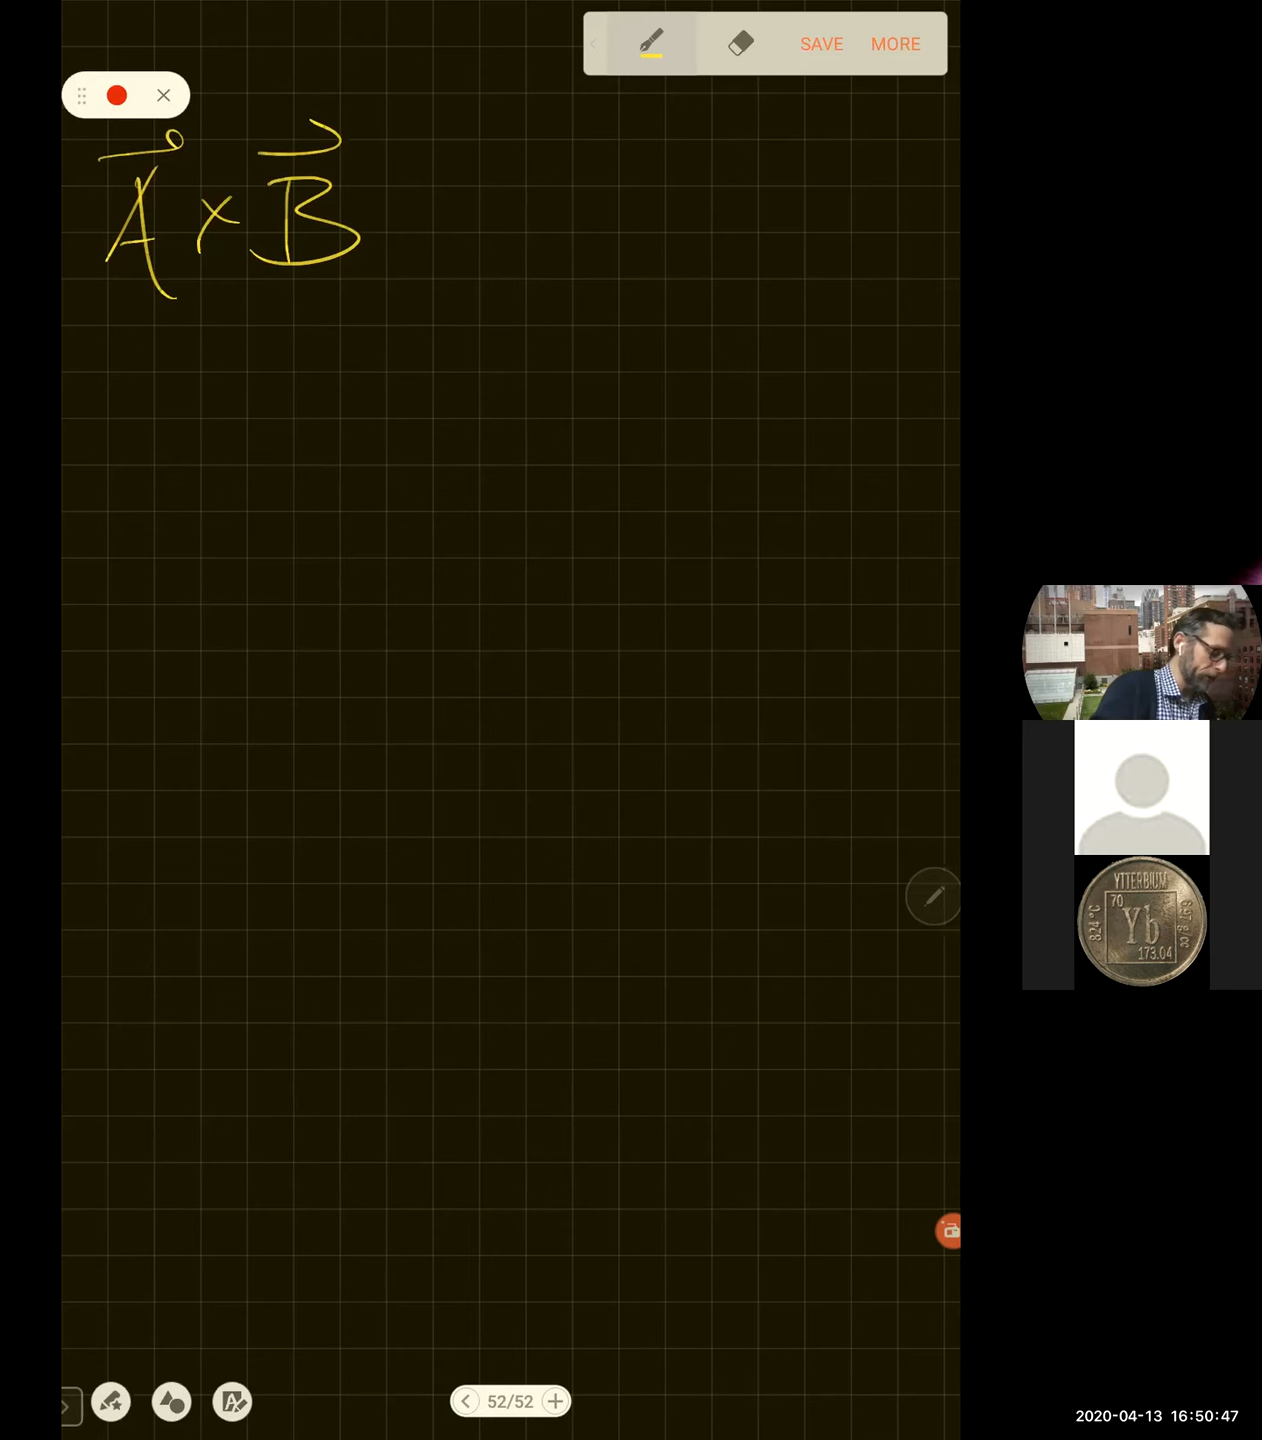 SAVE MORE
A⃗ × B⃗
YTTERBIUM
70
Yb
173.04
824 °C
52/52
2020-04-13 16:50:47